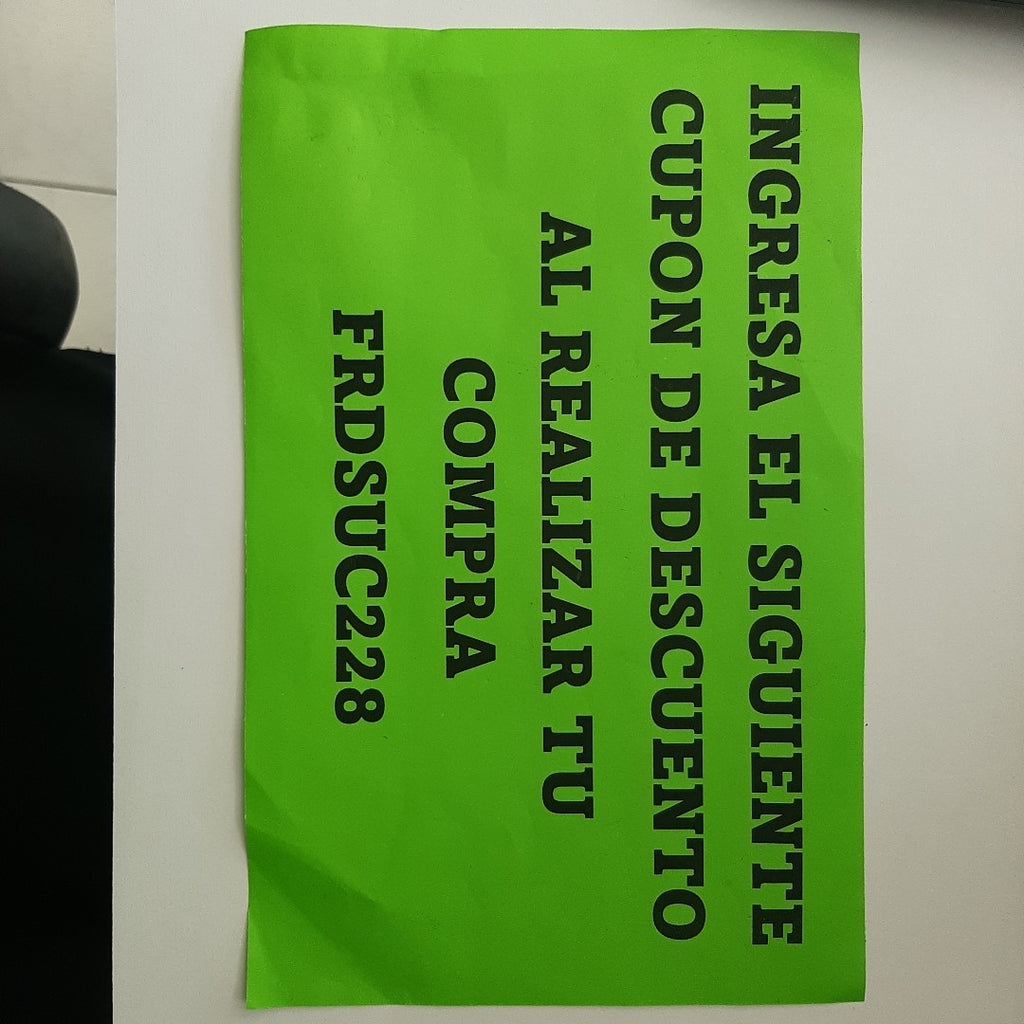 INGRESA EL SIGUIENTE
CUPON DE DESCUENTO
AL REALIZAR TU
COMPRA
FRDSUC228